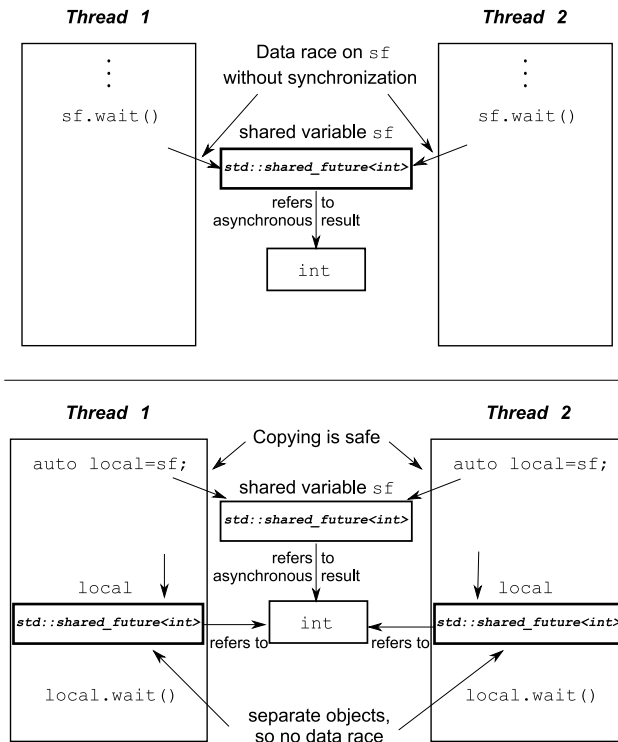 Thread 1
Thread 2
Data race on sf
without synchronization
sf.wait()
sf.wait()
shared variable sf
std::shared_future<int>
refers to
asynchronous result
int
Thread 1
Thread 2
Copying is safe
auto local=sf;
auto local=sf;
shared variable sf
std::shared_future<int>
refers to
asynchronous result
local
local
std::shared_future<int>
int
std::shared_future<int>
refers to
refers to
local.wait()
local.wait()
separate objects,
so no data race